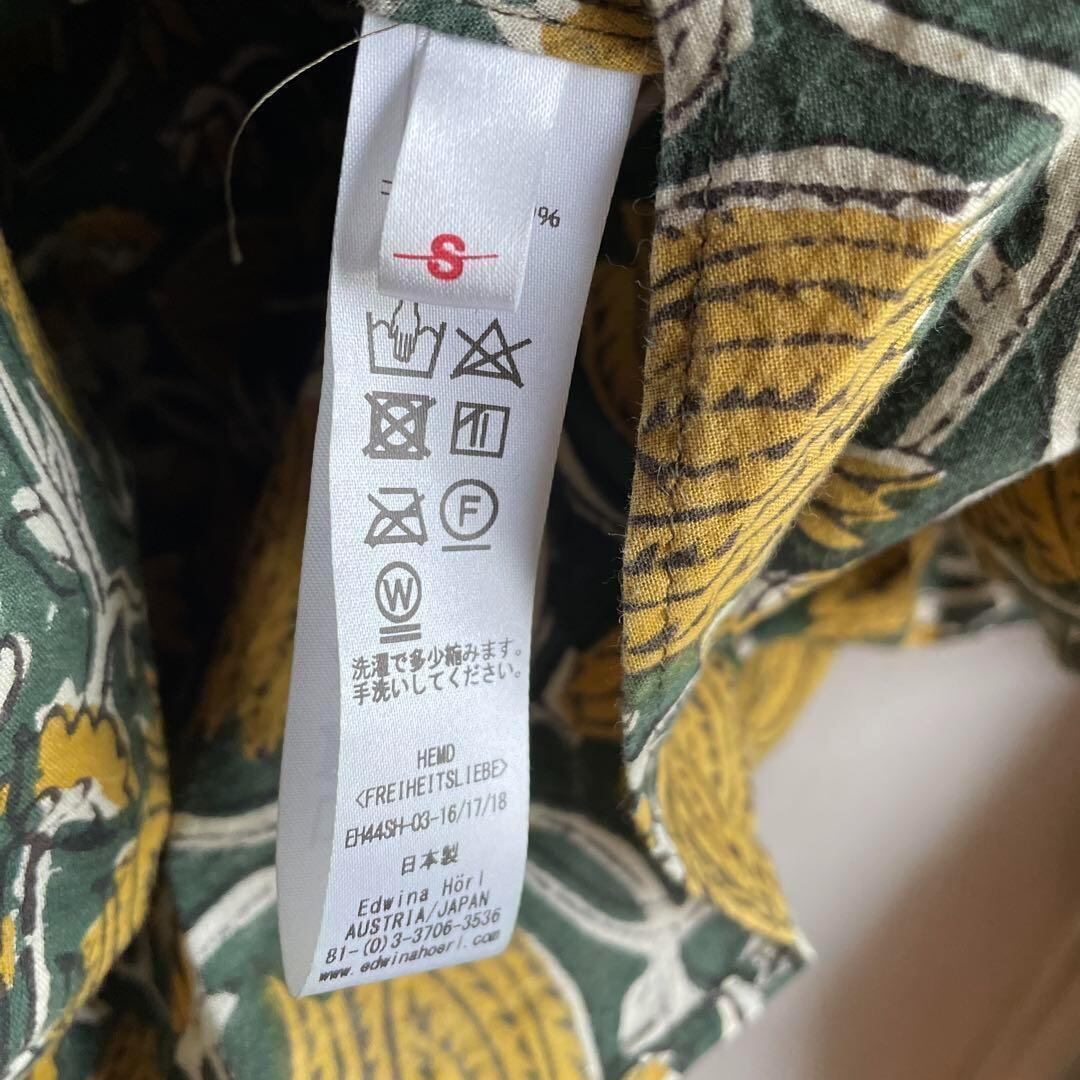 S
F
W
洗濯で多少縮みます。
手洗いしてください。
HEMD
<FREIHEITSLIEBE>
EH44SH-03-16/17/18
日本製
Edwina Hörl
AUSTRIA/JAPAN
81-(0)3-3706-3536
www.edwinahoerl.com